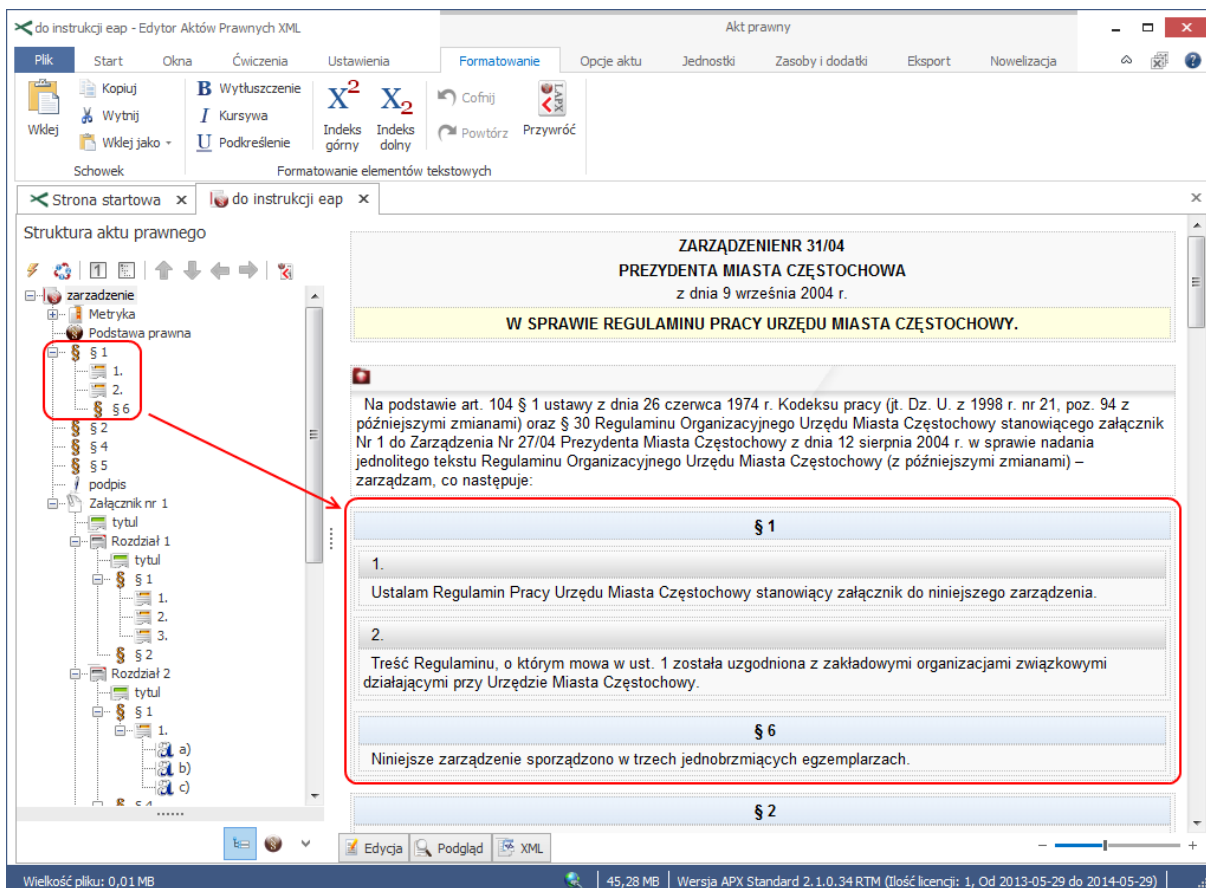 do instrukcji eap - Edytor Aktów Prawnych XML
Akt prawny
Plik Start Okna Ćwiczenia Ustawienia Formatowanie Opcje aktu Jednostki Zasoby i dodatki Eksport Nowelizacja
Wklej
Kopiuj
Wytnij
Wklej jako
Schowek
B Wytłuszczenie
I Kursywa
U Podkreślenie
X2 Indeks górny
X2 Indeks dolny
Cofnij
Powtórz
LAPX
Przywróć
Formatowanie elementów tekstowych
Strona startowa x
do instrukcji eap x
Struktura aktu prawnego
zarzadzenie
Metryka
Podstawa prawna
§ 1
1.
2.
§ 6
§ 2
§ 4
§ 5
podpis
Załącznik nr 1
tytul
Rozdział 1
tytul
§ 1
1.
2.
3.
§ 2
Rozdział 2
tytul
§ 1
1.
a)
b)
c)
ZARZĄDZENIENR 31/04
PREZYDENTA MIASTA CZĘSTOCHOWA
z dnia 9 września 2004 r.
W SPRAWIE REGULAMINU PRACY URZĘDU MIASTA CZĘSTOCHOWY.
Na podstawie art. 104 § 1 ustawy z dnia 26 czerwca 1974 r. Kodeksu pracy (jt. Dz. U. z 1998 r. nr 21, poz. 94 z
późniejszymi zmianami) oraz § 30 Regulaminu Organizacyjnego Urzędu Miasta Częstochowy stanowiącego załącznik
Nr 1 do Zarządzenia Nr 27/04 Prezydenta Miasta Częstochowy z dnia 12 sierpnia 2004 r. w sprawie nadania
jednolitego tekstu Regulaminu Organizacyjnego Urzędu Miasta Częstochowy (z późniejszymi zmianami) –
zarządzam, co następuje:
§ 1
1.
Ustalam Regulamin Pracy Urzędu Miasta Częstochowy stanowiący załącznik do niniejszego zarządzenia.
2.
Treść Regulaminu, o którym mowa w ust. 1 została uzgodniona z zakładowymi organizacjami związkowymi
działającymi przy Urzędzie Miasta Częstochowy.
§ 6
Niniejsze zarządzenie sporządzono w trzech jednobrzmiących egzemplarzach.
§ 2
Edycja Podgląd XML
Wielkość pliku: 0,01 MB
45,28 MB
Wersja APX Standard 2.1.0.34 RTM (Ilość licencji: 1, Od 2013-05-29 do 2014-05-29)